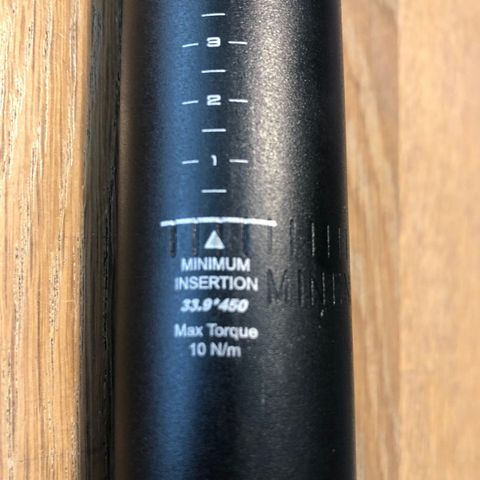 3
2
1
MINIMUM
INSERTION
33.9*450
Max Torque
10 N/m